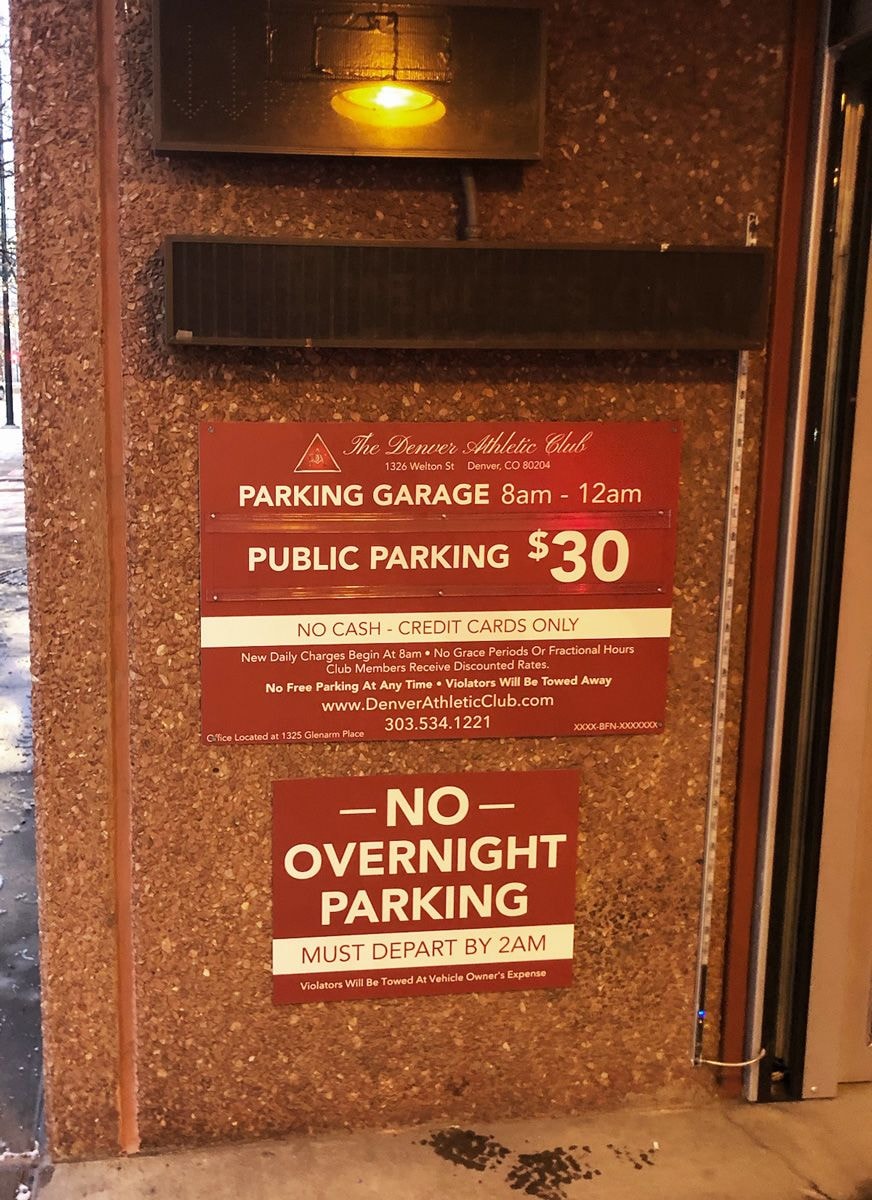 The Denver Athletic Club
1326 Welton St Denver, CO 80204
PARKING GARAGE 8am - 12am
PUBLIC PARKING $30
NO CASH - CREDIT CARDS ONLY
New Daily Charges Begin At 8am • No Grace Periods Or Fractional Hours
Club Members Receive Discounted Rates.
No Free Parking At Any Time • Violators Will Be Towed Away
www.DenverAthleticClub.com
303.534.1221
Office Located at 1325 Glenarm Place
XXXX-BFN-XXXXXXX
— NO —
OVERNIGHT
PARKING
MUST DEPART BY 2AM
Violators Will Be Towed At Vehicle Owner's Expense